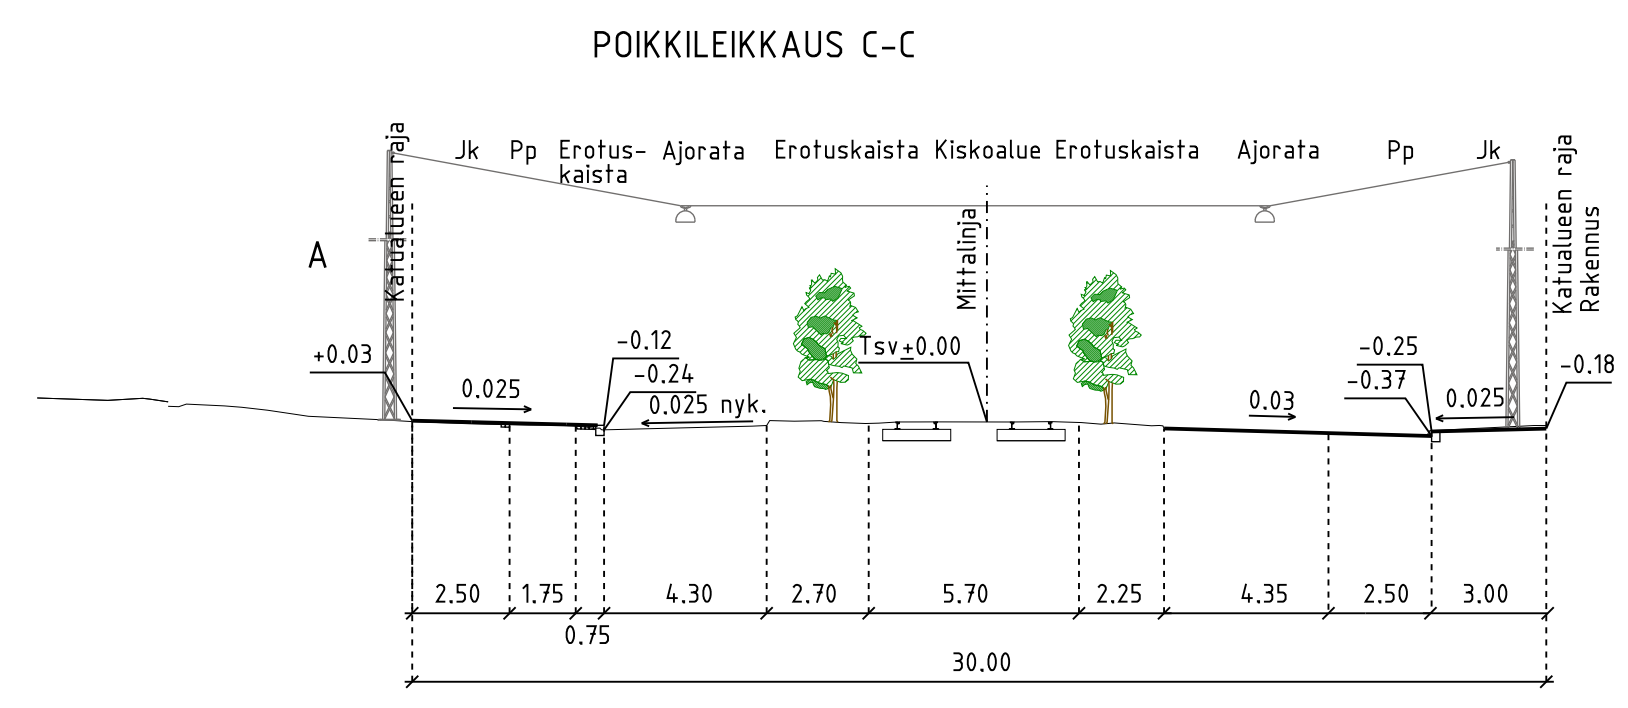 POIKKILEIKKAUS C-C
Katualueen raja
Jk
Pp
Erotus-
kaista
Ajorata
Erotuskaista
Kiskoalue
Erotuskaista
Ajorata
Pp
Jk
Katualueen raja
Rakennus
Mittalinja
A
+0.03
0.025
-0.12
-0.24
0.025 nyk.
Tsv±0.00
0.03
-0.25
-0.37
0.025
-0.18
2.50
1.75
0.75
4.30
2.70
5.70
2.25
4.35
2.50
3.00
30.00